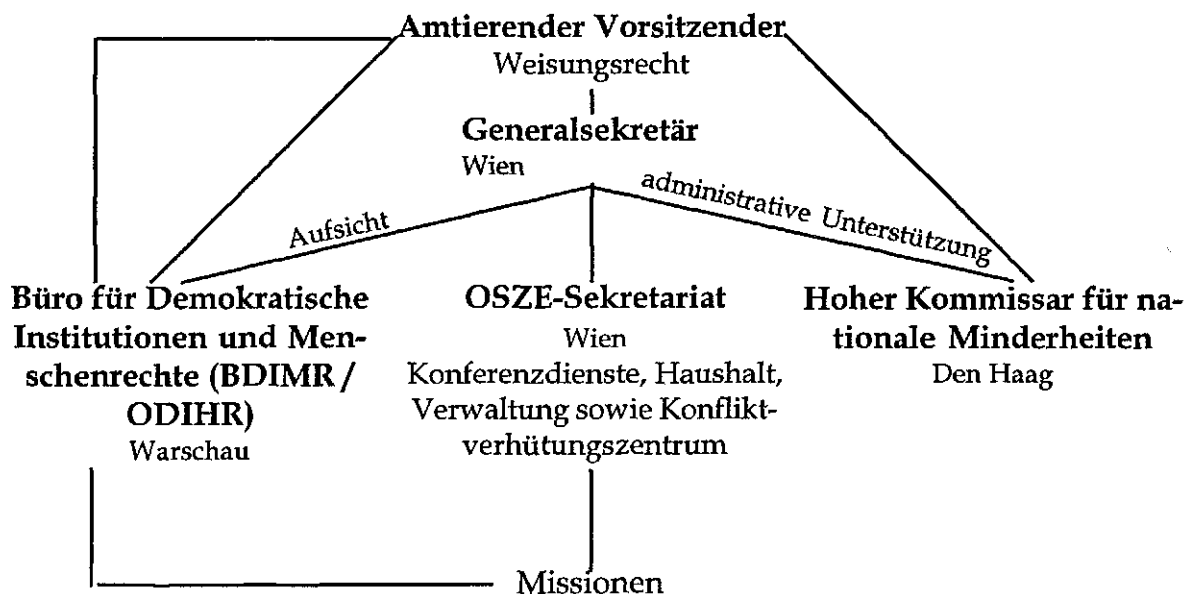 Amtierender Vorsitzender
Weisungsrecht
Generalsekretär
Wien
Aufsicht
administrative Unterstützung
Büro für Demokratische
Institutionen und Men-
schenrechte (BDIMR /
ODIHR)
Warschau
OSZE-Sekretariat
Wien
Konferenzdienste, Haushalt,
Verwaltung sowie Konflikt-
verhütungszentrum
Hoher Kommissar für na-
tionale Minderheiten
Den Haag
Missionen